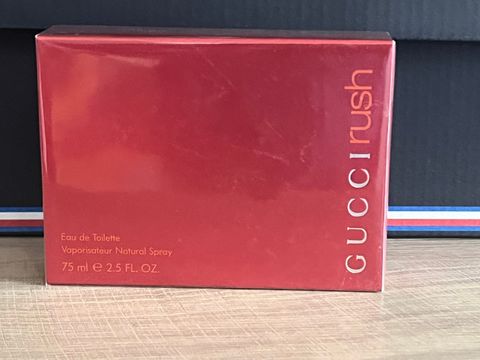 GUCCI rush
Eau de Toilette
Vaporisateur Natural Spray
75 ml ℮ 2.5 FL. OZ.